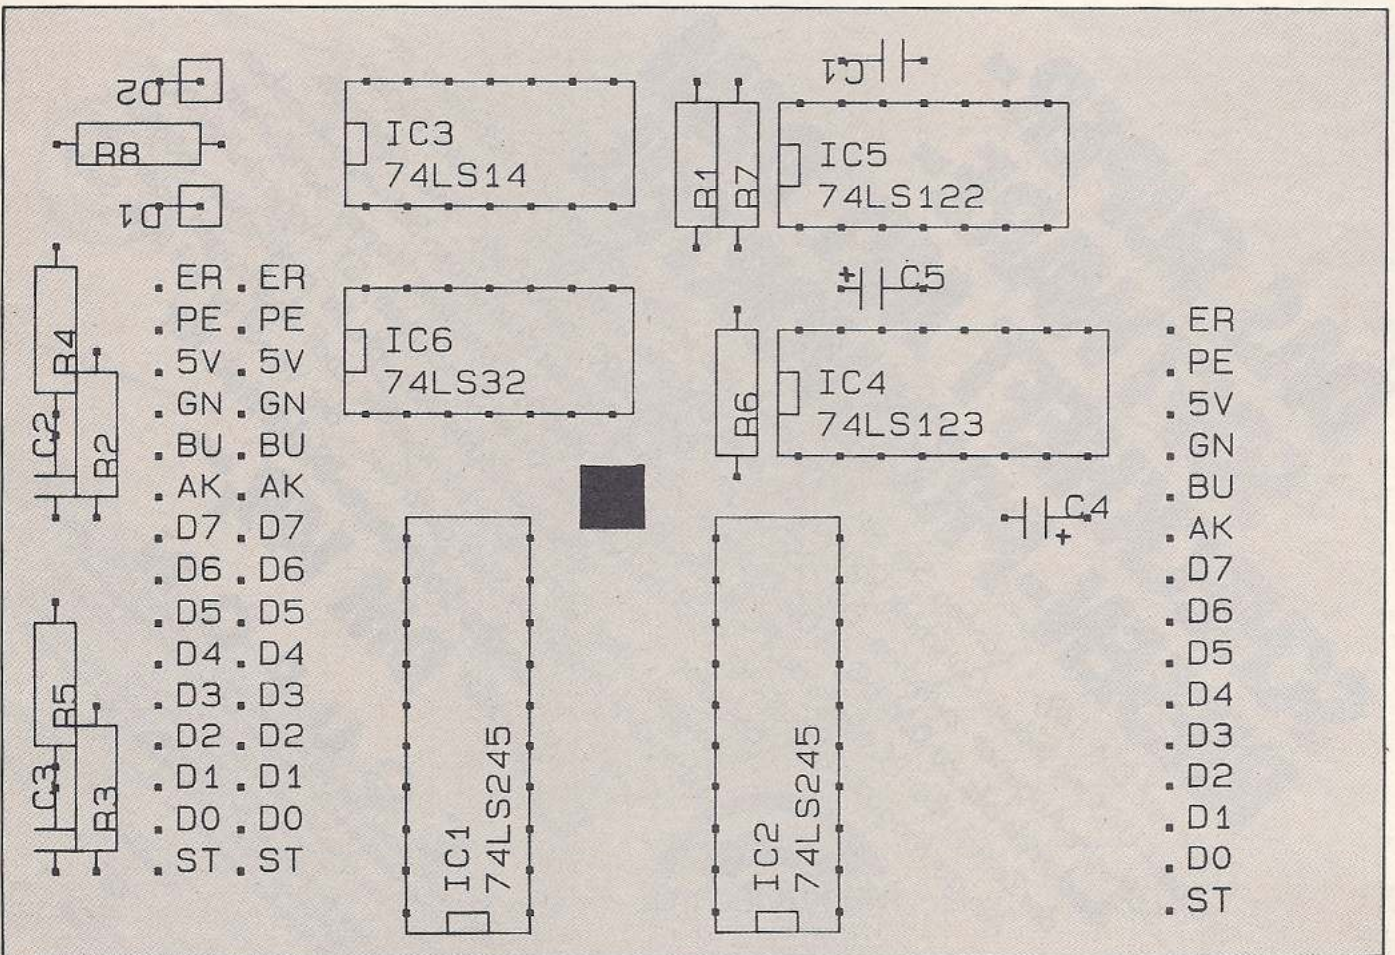 C1
D2
R8
IC3
74LS14
R1
R7
IC5
74LS122
D1
ER ER
+ C5
R4
PE PE
IC6
74LS32
ER
5V 5V
PE
GN GN
R6
IC4
74LS123
5V
C2
R2
BU BU
GN
AK AK
BU
C4
+
D7 D7
AK
D6 D6
D7
D5 D5
D6
D4 D4
D5
R5
D3 D3
D4
D2 D2
D3
C3
R3
D1 D1
D2
D0 D0
D1
ST ST
D0
IC1
74LS245
IC2
74LS245
ST